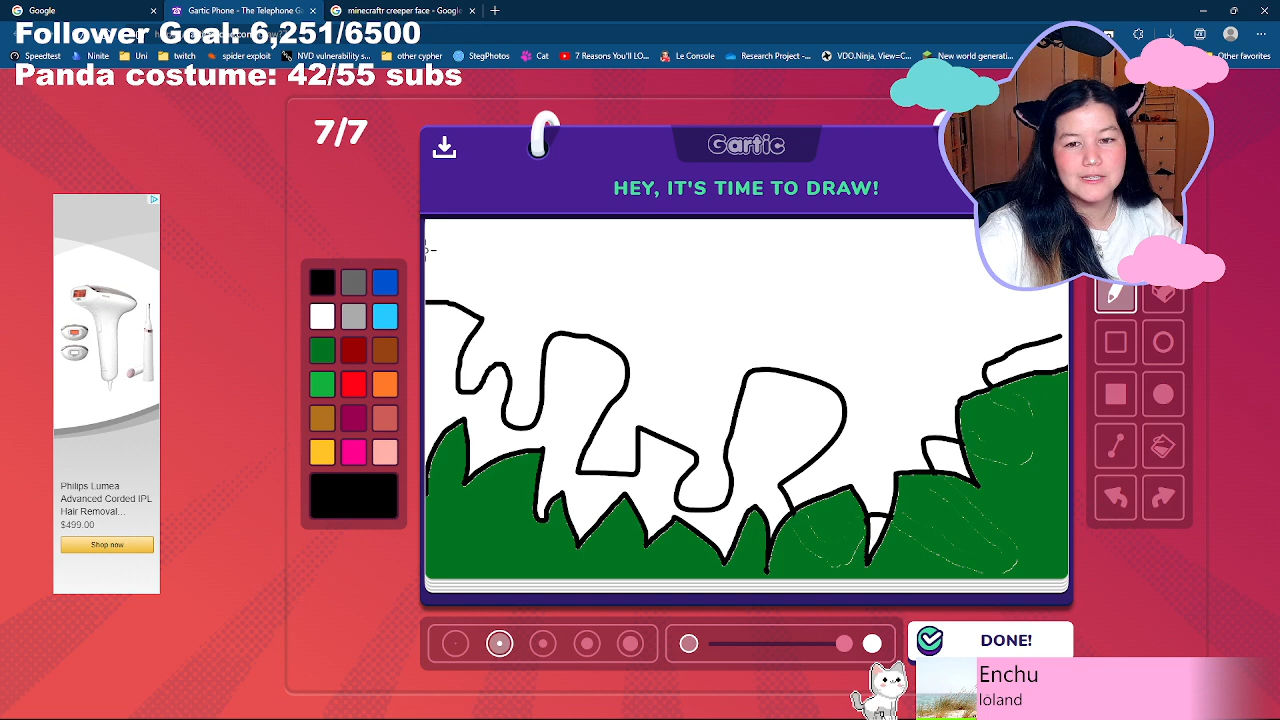 Google
Gartic Phone - The Telephone Ga
minecraftr creeper face - Google
Follower Goal: 6,251/6500
Speedtest
Ninite
Uni
twitch
spider exploit
NVD vulnerability s...
other cypher
StegPhotos
Cat
7 Reasons You'll LO...
Le Console
Research Project -...
VDO.Ninja, View=C...
New world generati...
Other favorites
Panda costume: 42/55 subs
7/7
Gartic
HEY, IT'S TIME TO DRAW!
Philips Lumea
Advanced Corded IPL
Hair Removal...
$499.00
Shop now
DONE!
Enchu
loland